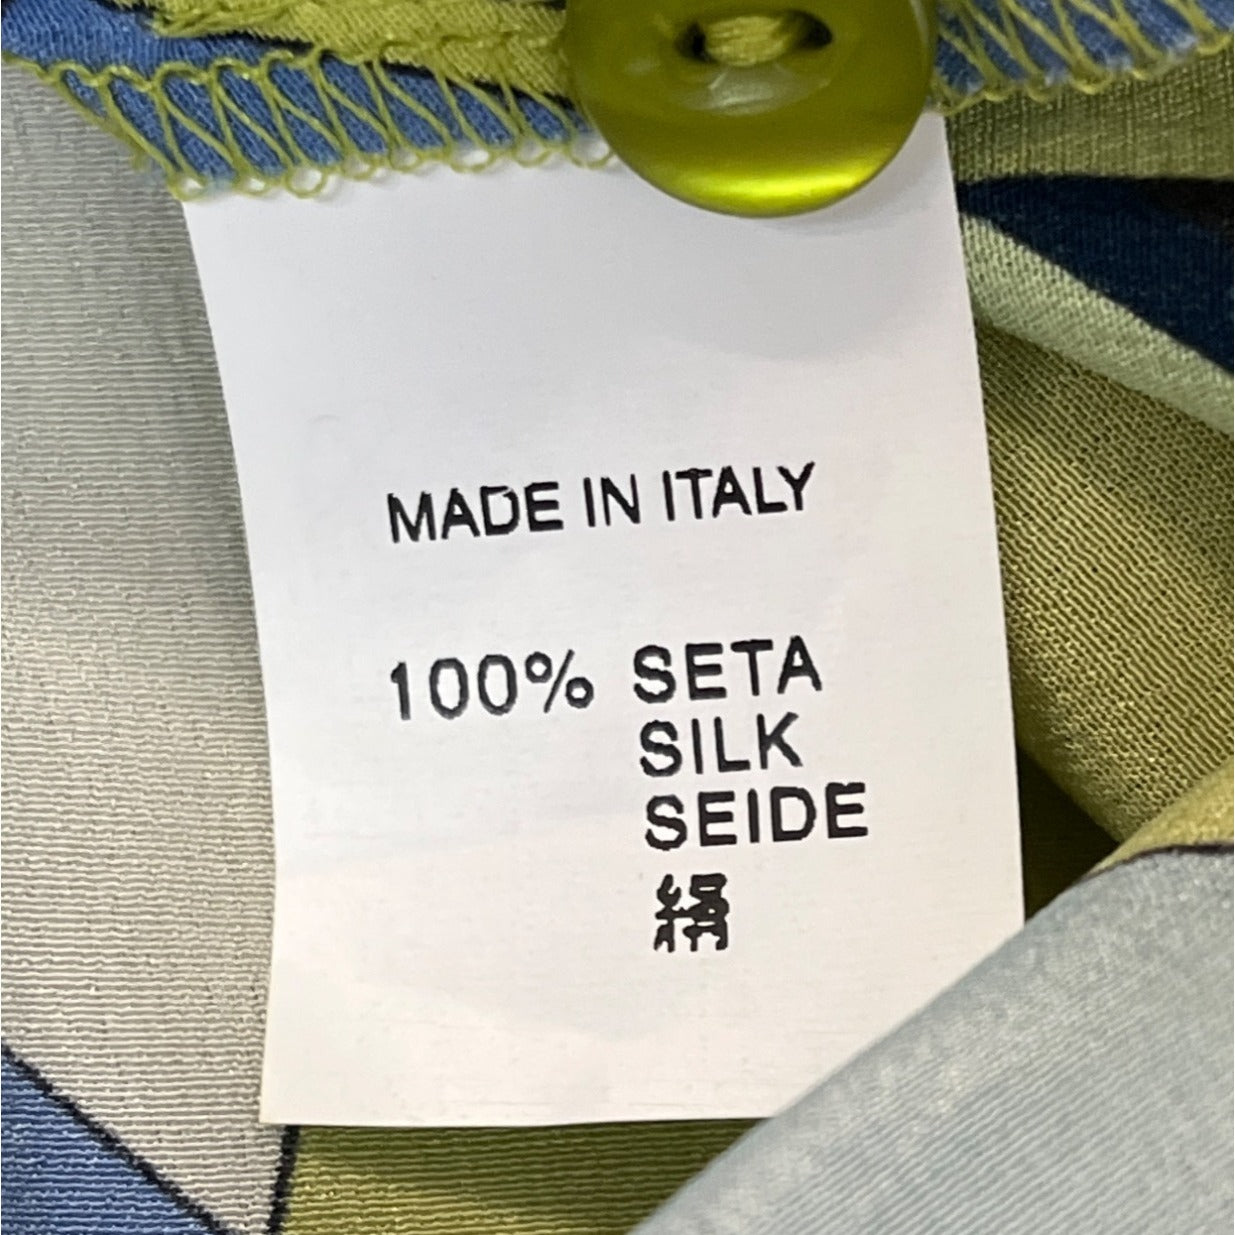 MADE IN ITALY
100% SETA
SILK
SEIDE
絹